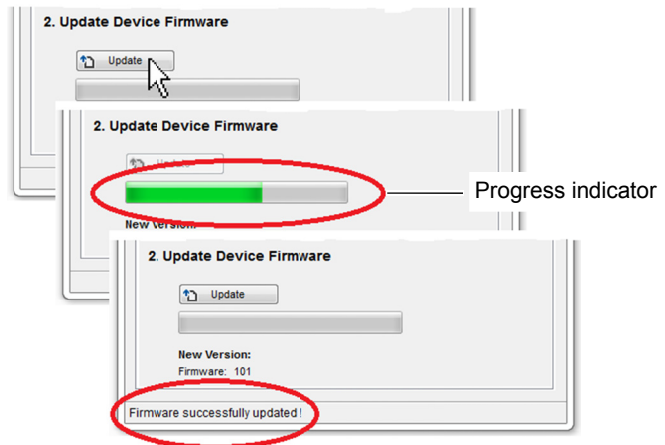 2. Update Device Firmware
Update
2. Update Device Firmware
Update
Progress indicator
New Version:
2. Update Device Firmware
Update
New Version:
Firmware: 101
Firmware successfully updated!